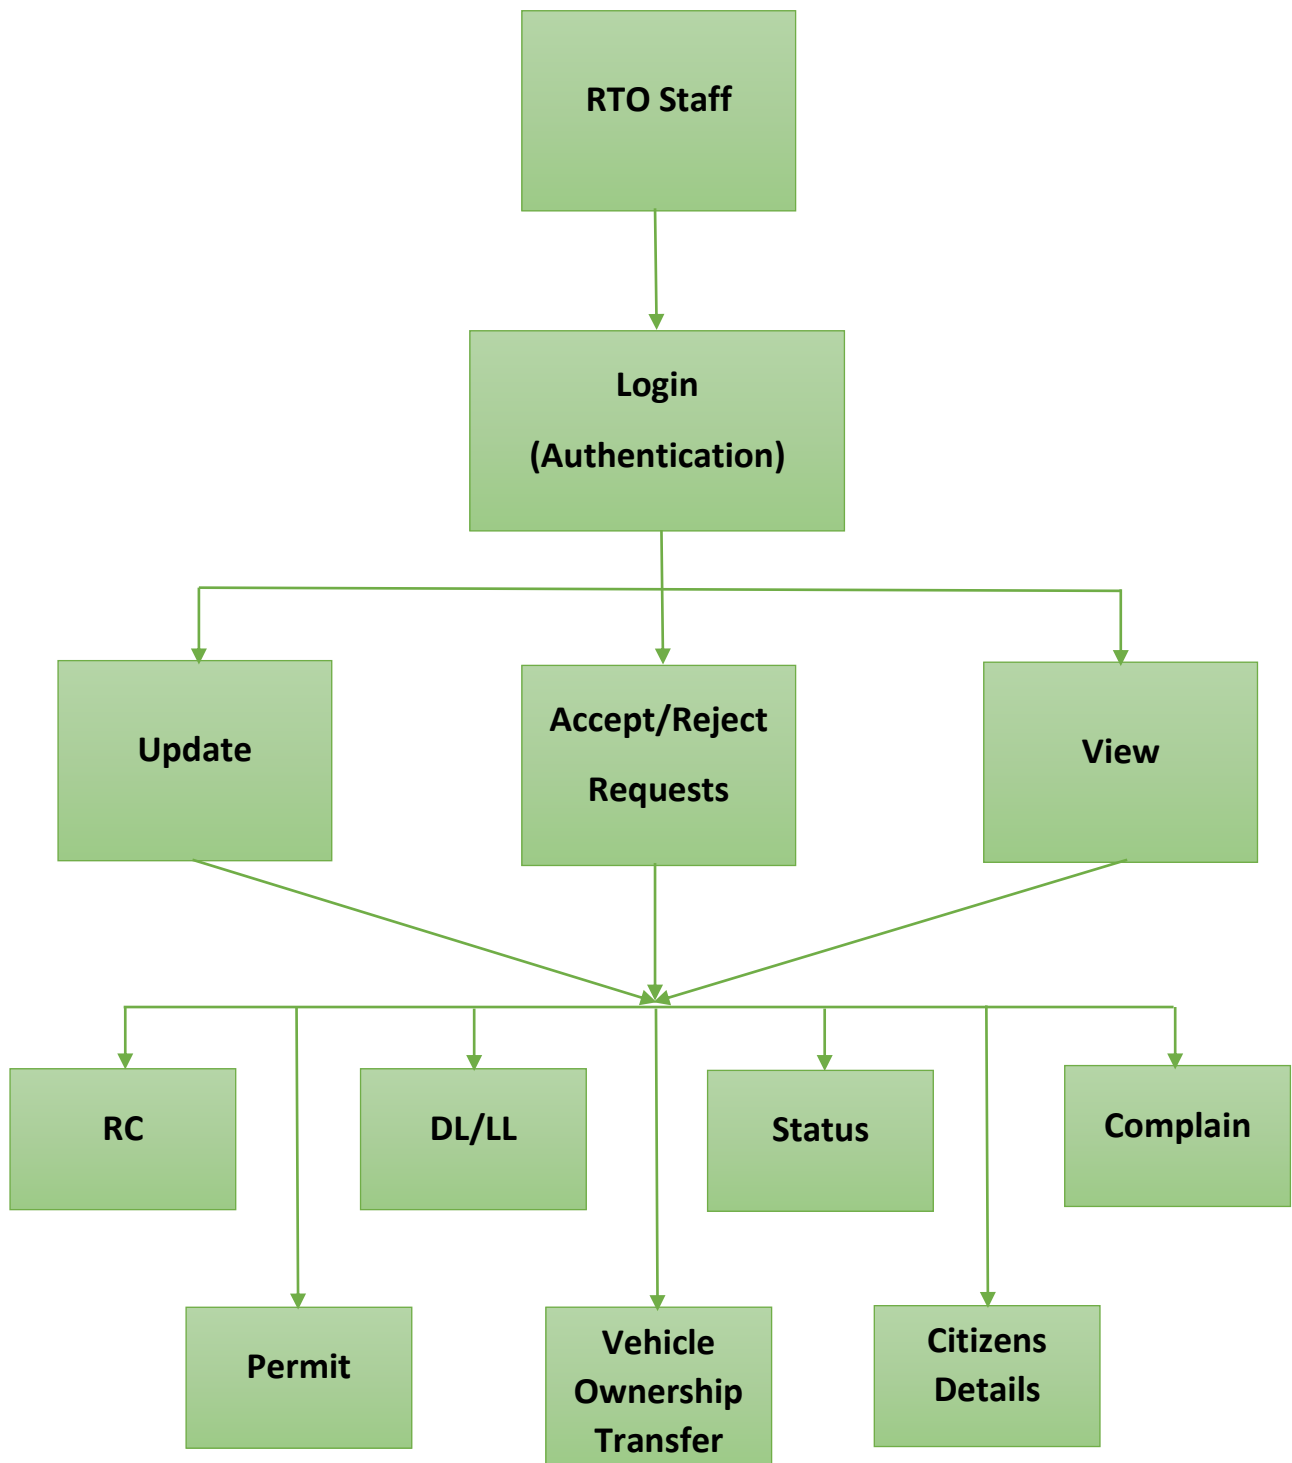 RTO Staff
Login
(Authentication)
Update
Accept/Reject
Requests
View
RC
DL/LL
Status
Complain
Permit
Vehicle
Ownership
Transfer
Citizens
Details